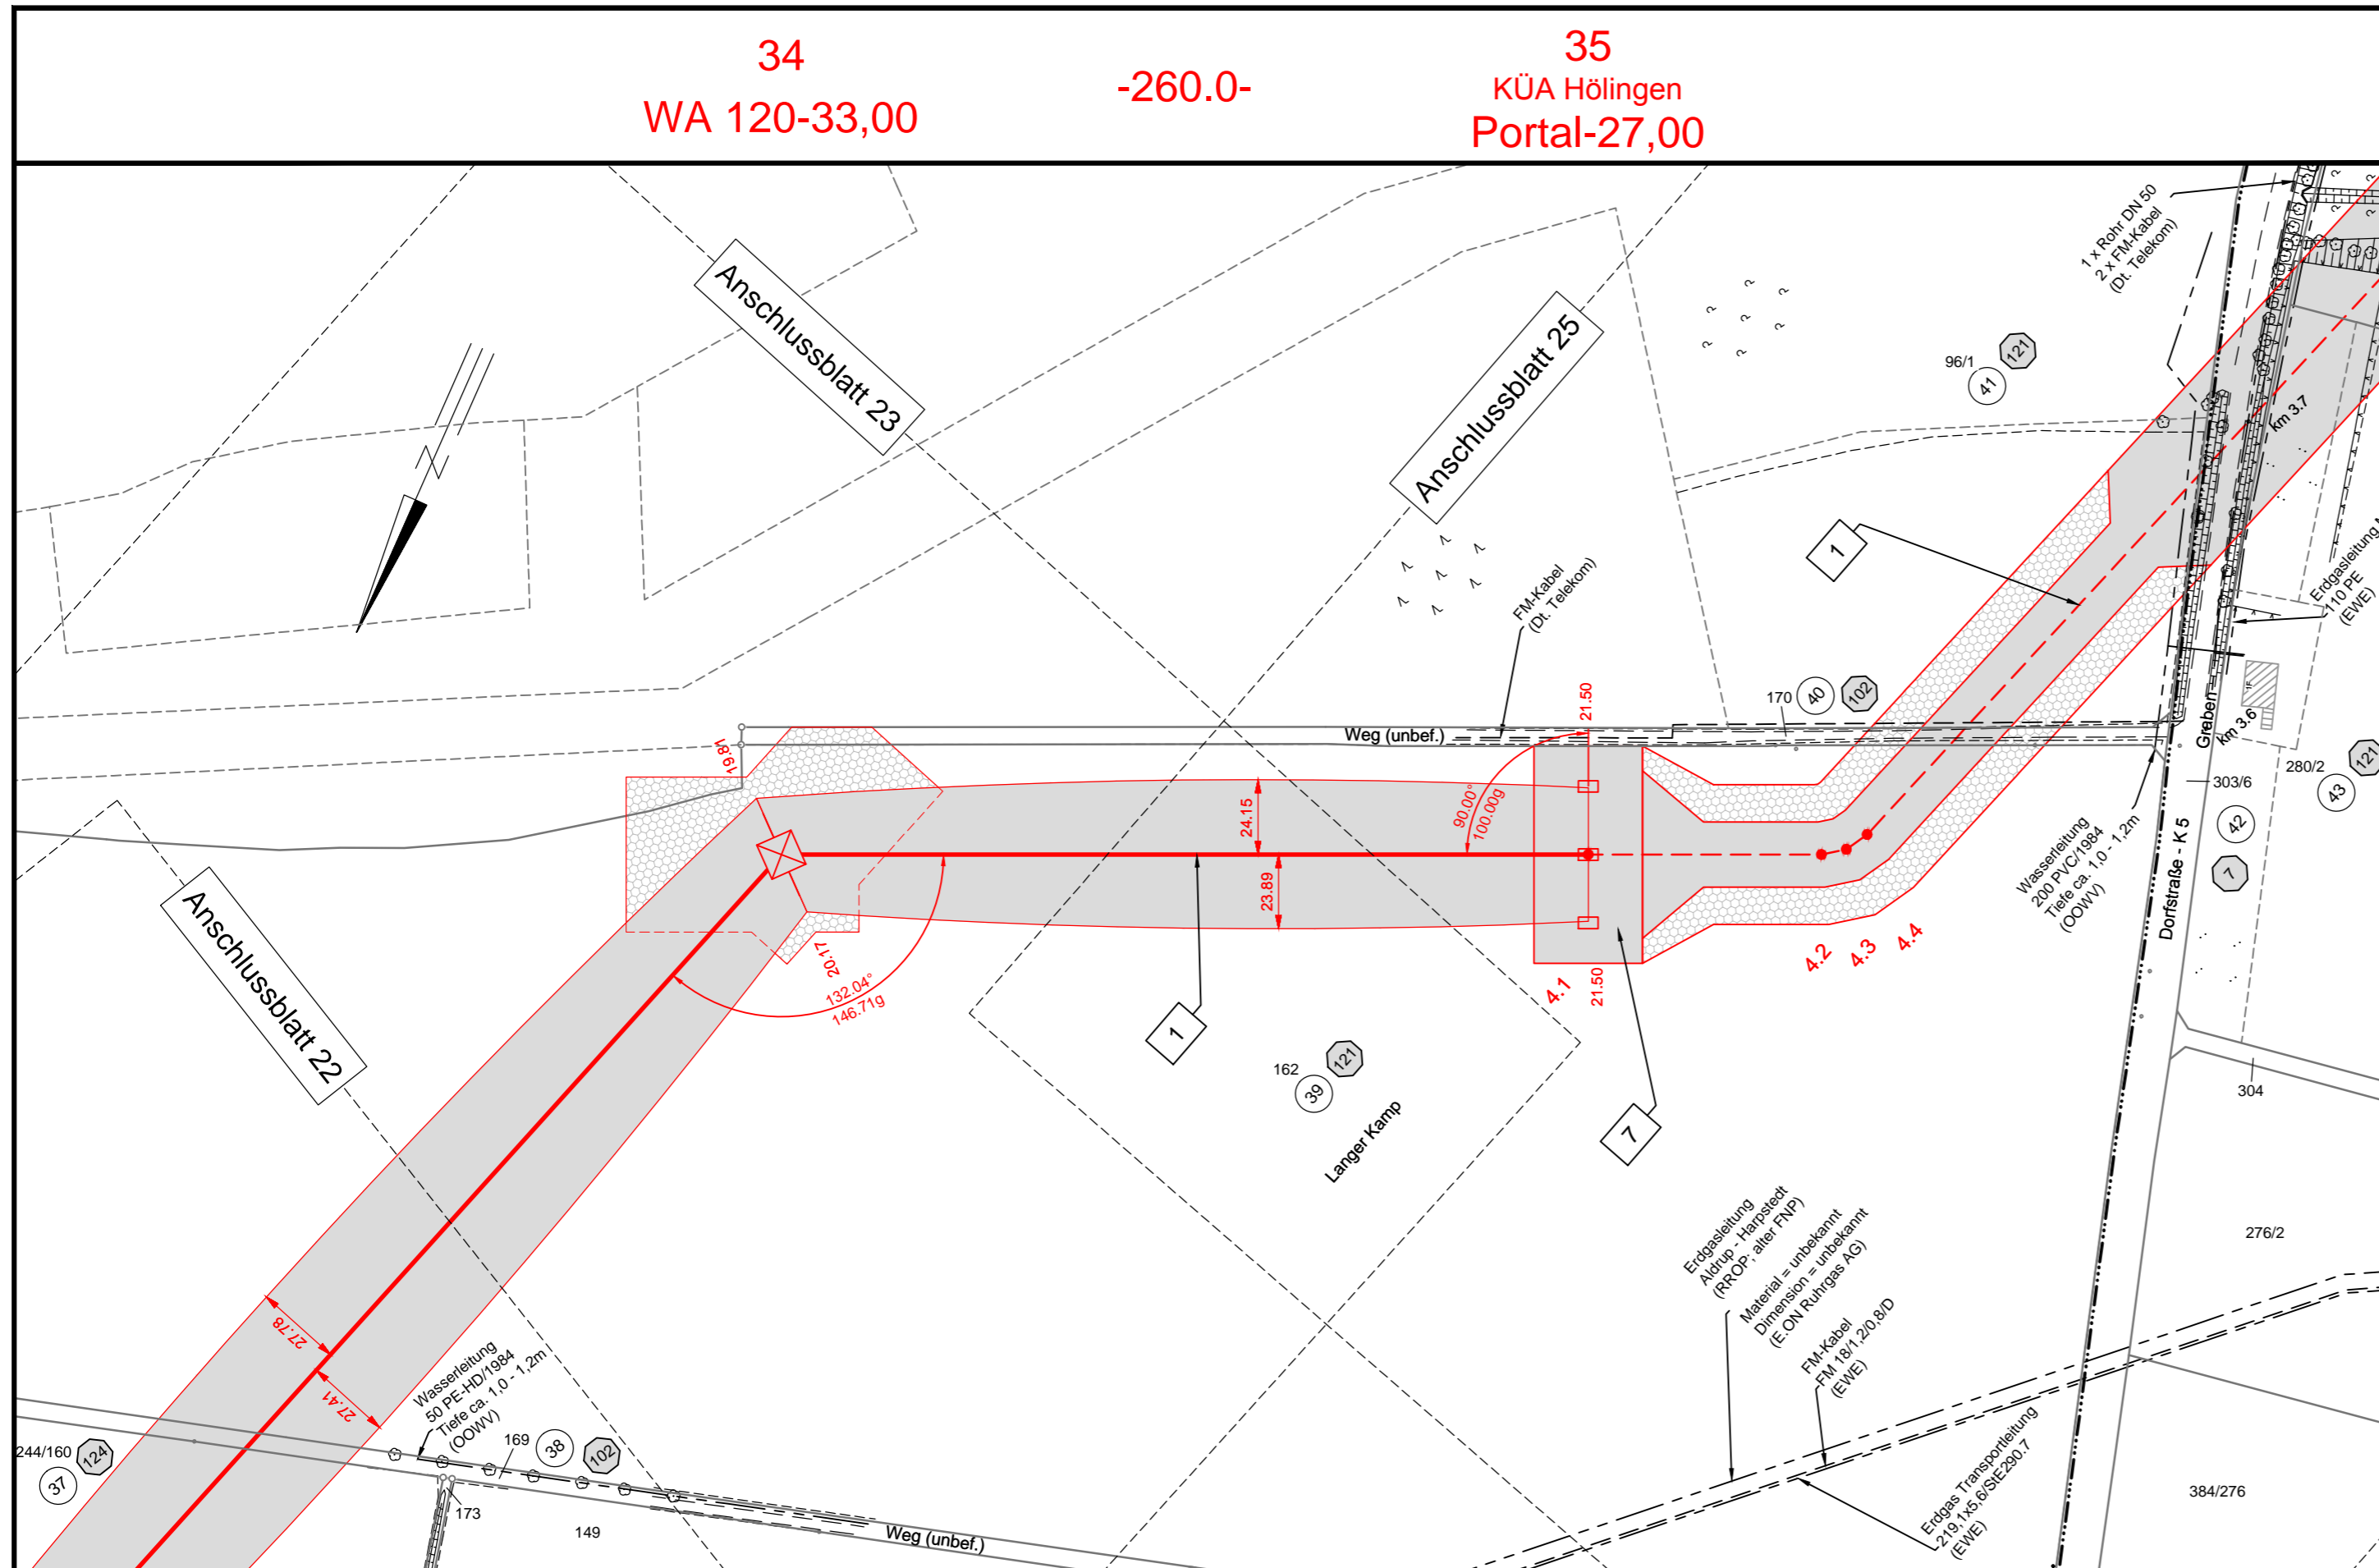 34
WA 120-33,00
-260.0-
35
KÜA Hölingen
Portal-27,00
Anschlussblatt 23
Anschlussblatt 25
Anschlussblatt 22
N
1 x Rohr DN 50
2 x FM-Kabel
(Dt. Telekom)
96/1
121
41
km 3.7
1
FM-Kabel
(Dt. Telekom)
Erdgasleitung
110 PE
(EWE)
170
40
102
Weg (unbef.)
21.50
19.81
24.15
23.89
90.00°
100.00g
Graben
km 3.6
1F
280/2
121
43
303/6
42
7
Wasserleitung
200 PVC/1984
Tiefe ca. 1,0 - 1,2m
(OOWV)
Dorfstraße - K 5
20.17
132.04°
146.71g
4.1
21.50
4.2
4.3
4.4
1
7
162
121
39
Langer Kamp
304
276/2
Erdgasleitung
Aldrup - Harpstedt
(RROP; alter FNP)
Material = unbekannt
Dimension = unbekannt
(E.ON Ruhrgas AG)
FM-Kabel
FM 18/1,2/0,8/D
(EWE)
Erdgas Transportleitung
219,1x5,6/StE290.7
(EWE)
384/276
27.78
27.41
Wasserleitung
50 PE-HD/1984
Tiefe ca. 1,0 - 1,2m
(OOWV)
244/160
124
37
169
38
102
173
149
Weg (unbef.)